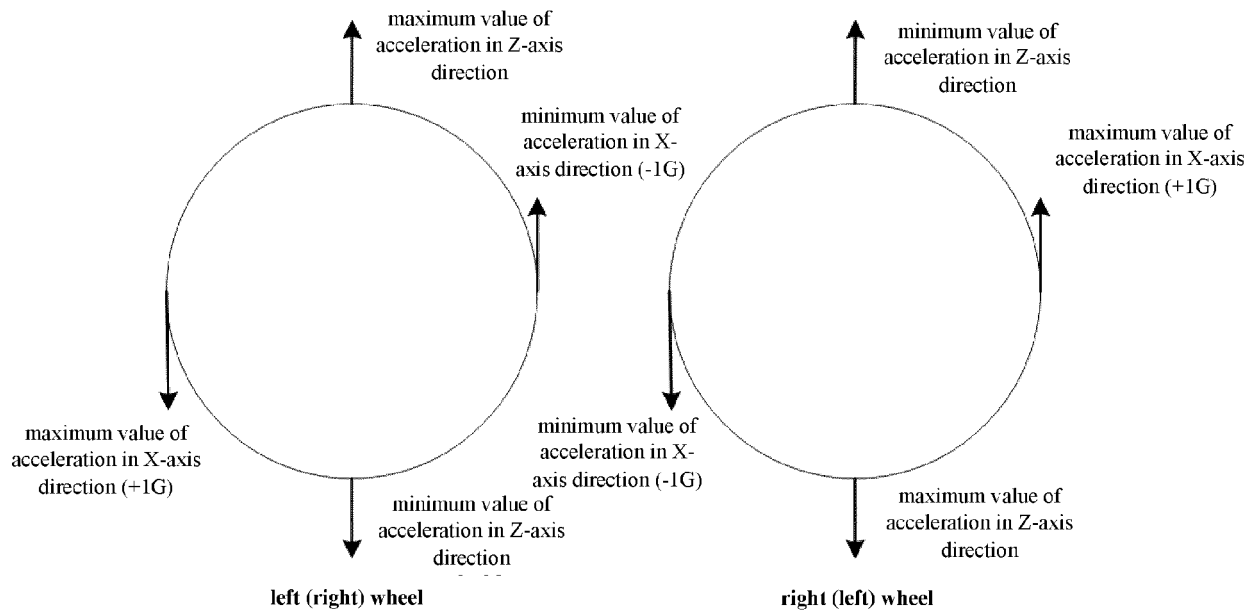 maximum value of
acceleration in Z-axis
direction
minimum value of
acceleration in X-
axis direction (-1G)
maximum value of
acceleration in X-axis
direction (+1G)
minimum value of
acceleration in Z-axis
direction
left (right) wheel
minimum value of
acceleration in Z-axis
direction
maximum value of
acceleration in X-axis
direction (+1G)
minimum value of
acceleration in X-
axis direction (-1G)
maximum value of
acceleration in Z-axis
direction
right (left) wheel